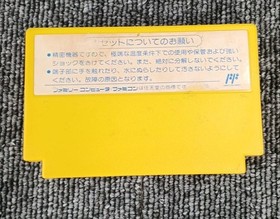 セットについてのお願い
●精密機器ですので、極端な温度条件下での使用や保管および強い
ショックをさけてください。また、絶対に分解しないでください。
●端子部に手を触れたり、水にぬらしたりして汚さないようにして
ください。故障の原因となります。
ファミリーコンピュータ ファミコンは任天堂の商標です
FF